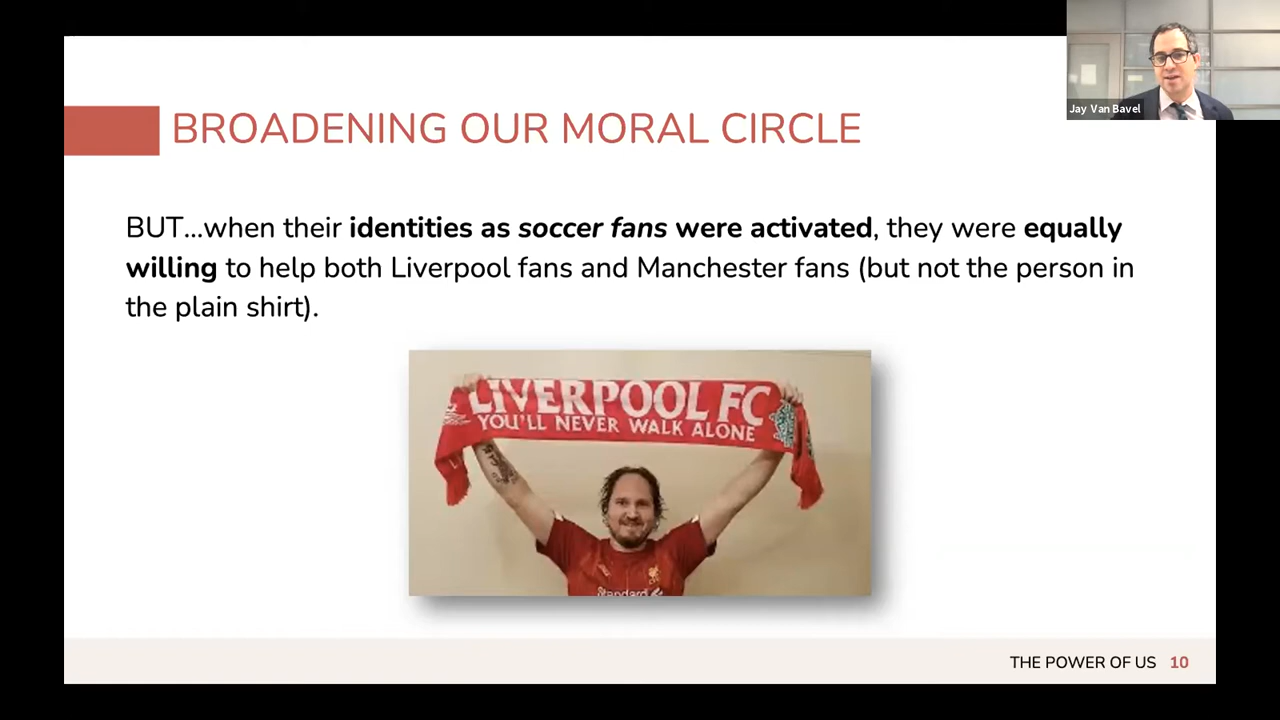 Jay Van Bavel
BROADENING OUR MORAL CIRCLE
BUT...when their identities as soccer fans were activated, they were equally
willing to help both Liverpool fans and Manchester fans (but not the person in
the plain shirt).
LIVERPOOL FC
YOU'LL NEVER WALK ALONE
Standard
THE POWER OF US 10